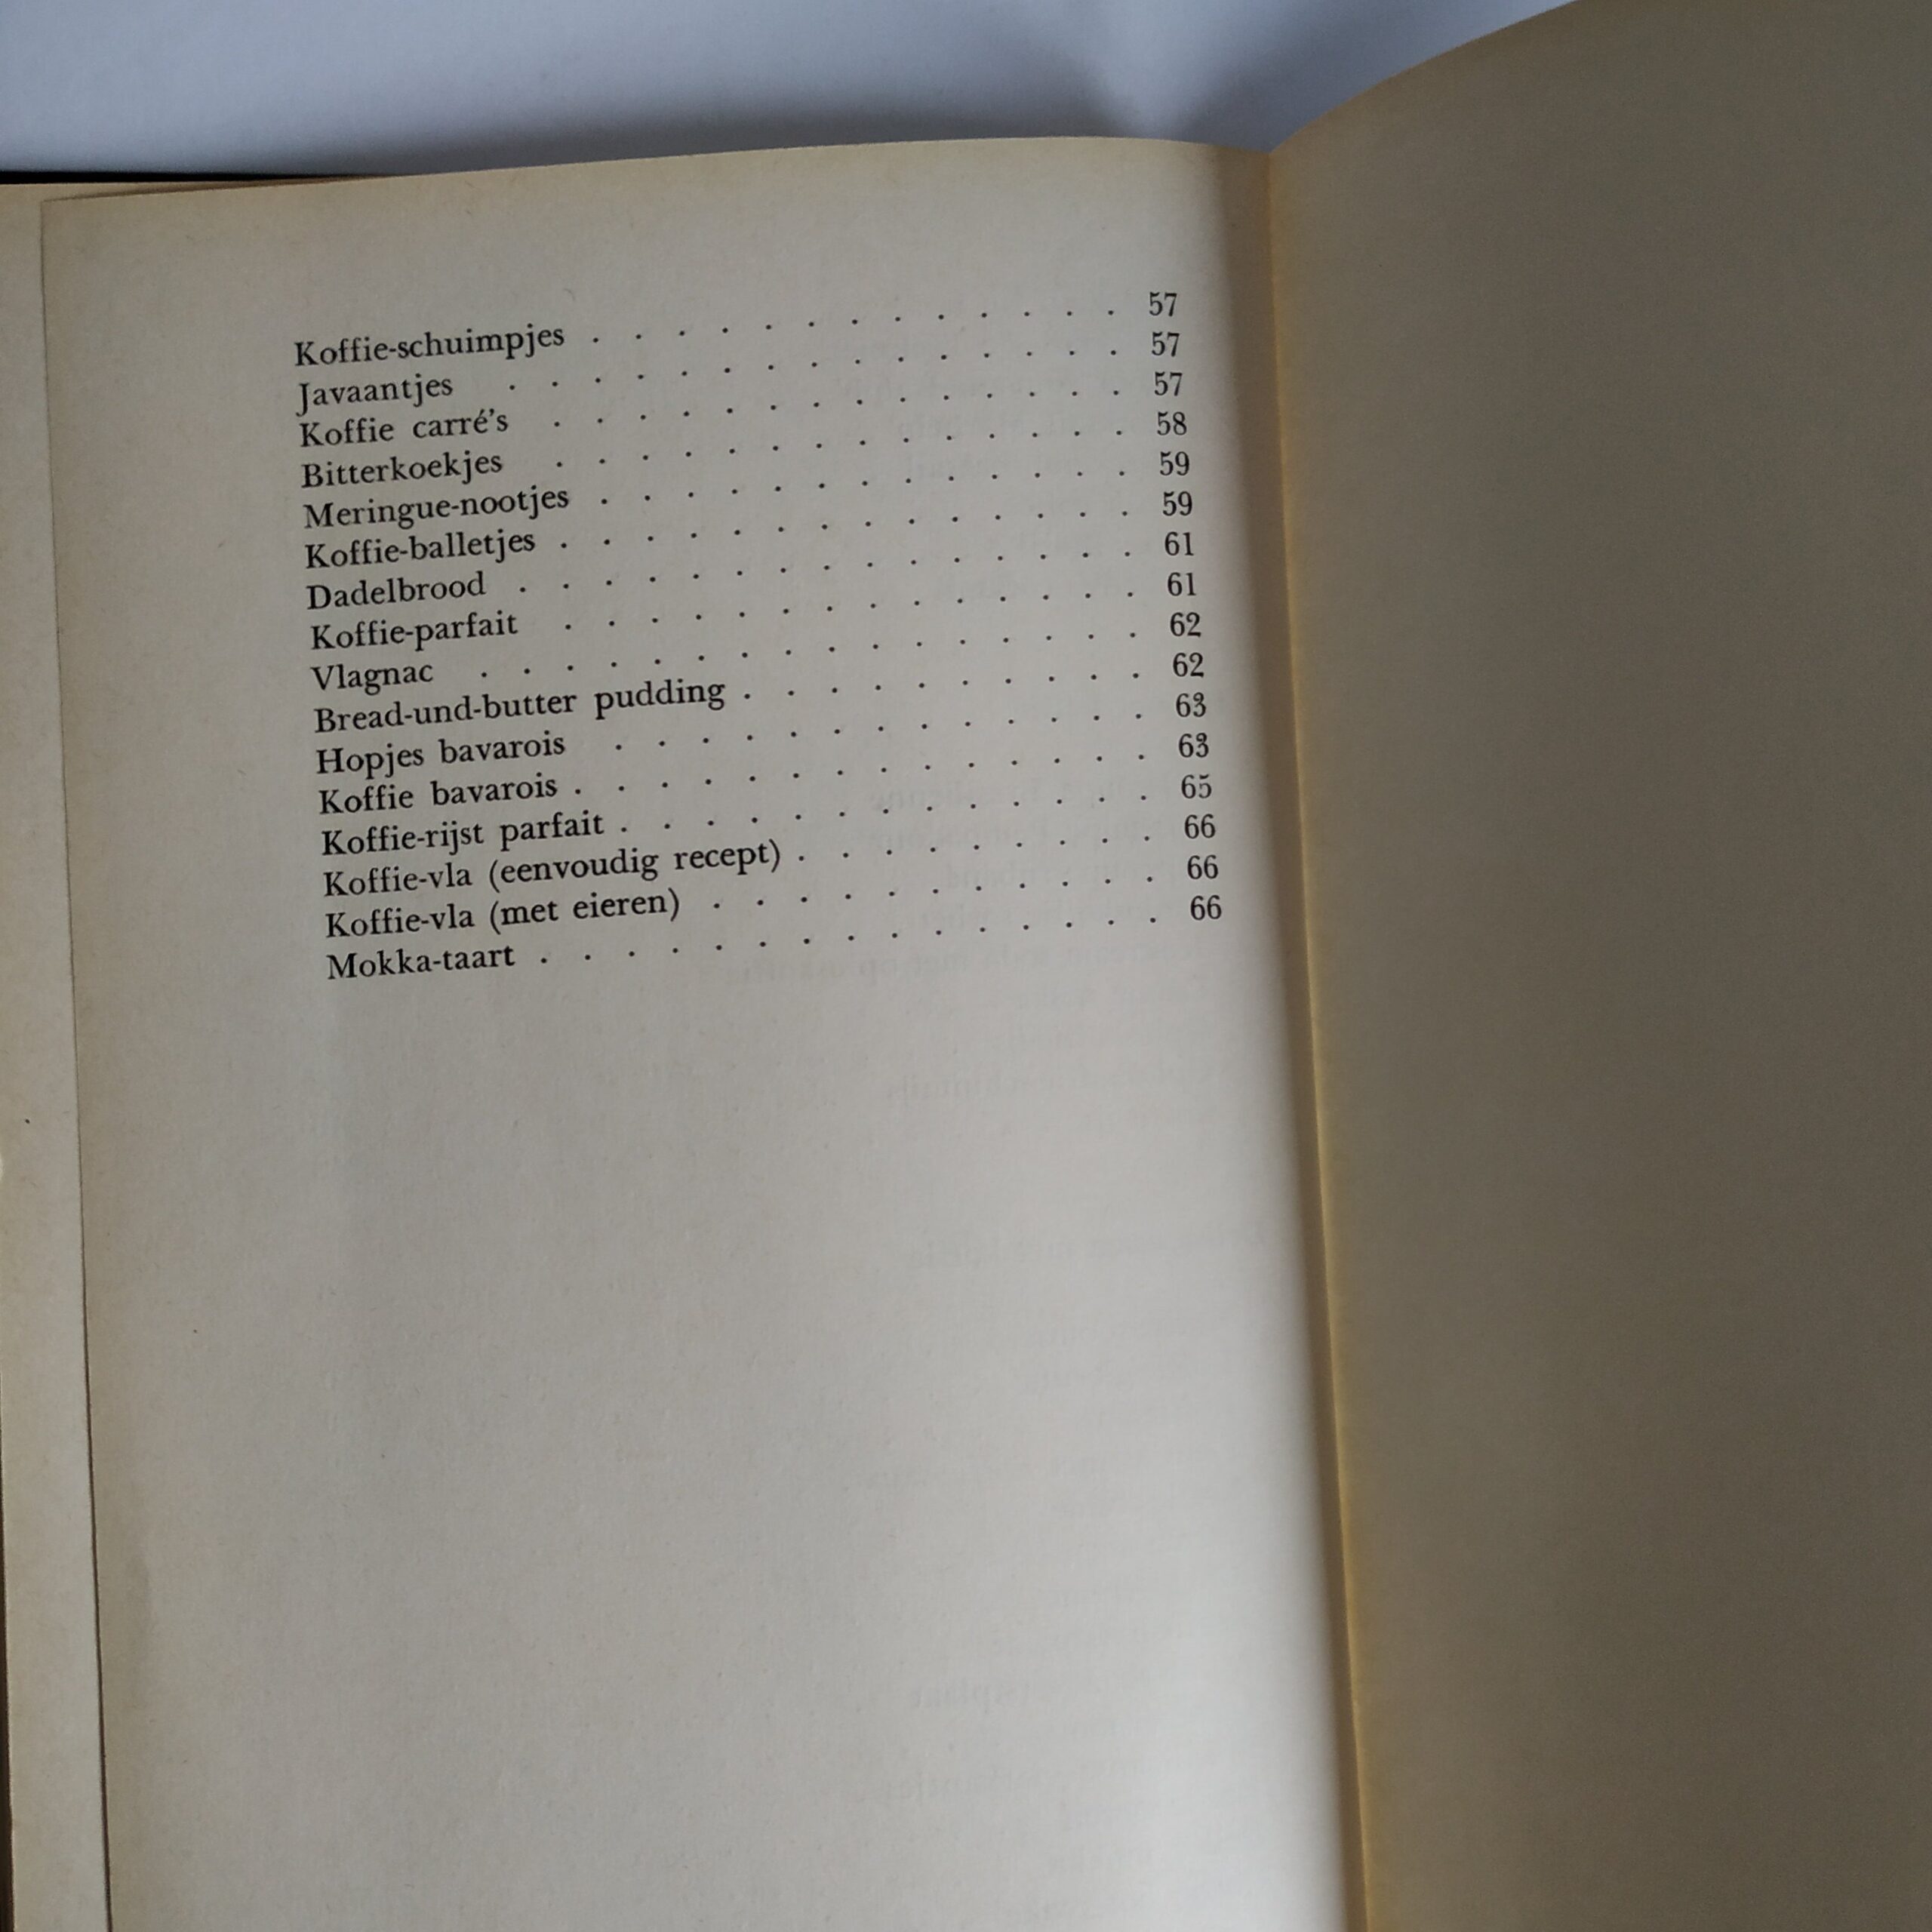 Koffie-schuimpjes . . . . . . . . . . . . . 57
Javaantjes . . . . . . . . . . . . . . . 57
Koffie carré's . . . . . . . . . . . . . . 57
Bitterkoekjes . . . . . . . . . . . . . . 58
Meringue-nootjes . . . . . . . . . . . . . 59
Koffie-balletjes . . . . . . . . . . . . . . 59
Dadelbrood . . . . . . . . . . . . . . . 61
Koffie-parfait . . . . . . . . . . . . . . 61
Vlagnac . . . . . . . . . . . . . . . . 62
Bread-und-butter pudding . . . . . . . . . . 62
Hopjes bavarois . . . . . . . . . . . . . 63
Koffie bavarois . . . . . . . . . . . . . . 63
Koffie-rijst parfait . . . . . . . . . . . . . 65
Koffie-vla (eenvoudig recept) . . . . . . . . . 66
Koffie-vla (met eieren) . . . . . . . . . . . 66
Mokka-taart . . . . . . . . . . . . . . . 66